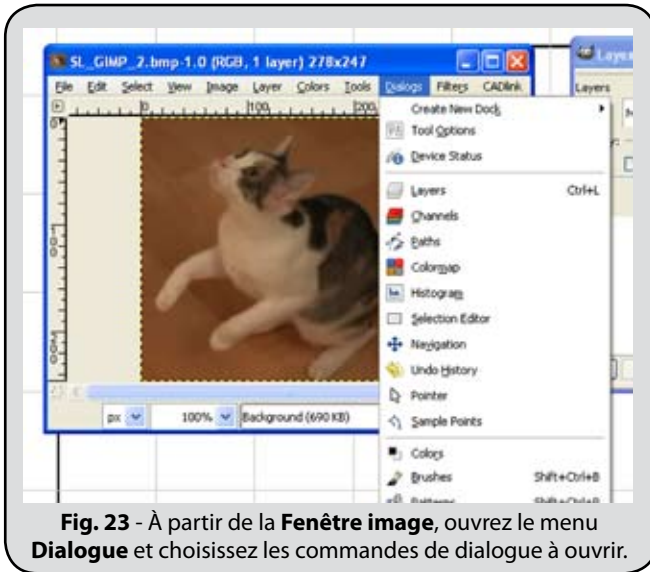 SL_GIMP_2.bmp-1.0 (RGB, 1 layer) 278x247
File Edit Select View Image Layer Colors Tools Dialogs Filters CADlink
Layers
0 100 200
Create New Dock
Tool Options
Device Status
Layers Ctrl+L
Channels
Paths
Colormap
Histogram
Selection Editor
Navigation
Undo History
Pointer
Sample Points
Colors
Brushes Shift+Ctrl+B
px 100% Background (690 KB)
Fig. 23 - À partir de la Fenêtre image, ouvrez le menu
Dialogue et choisissez les commandes de dialogue à ouvrir.